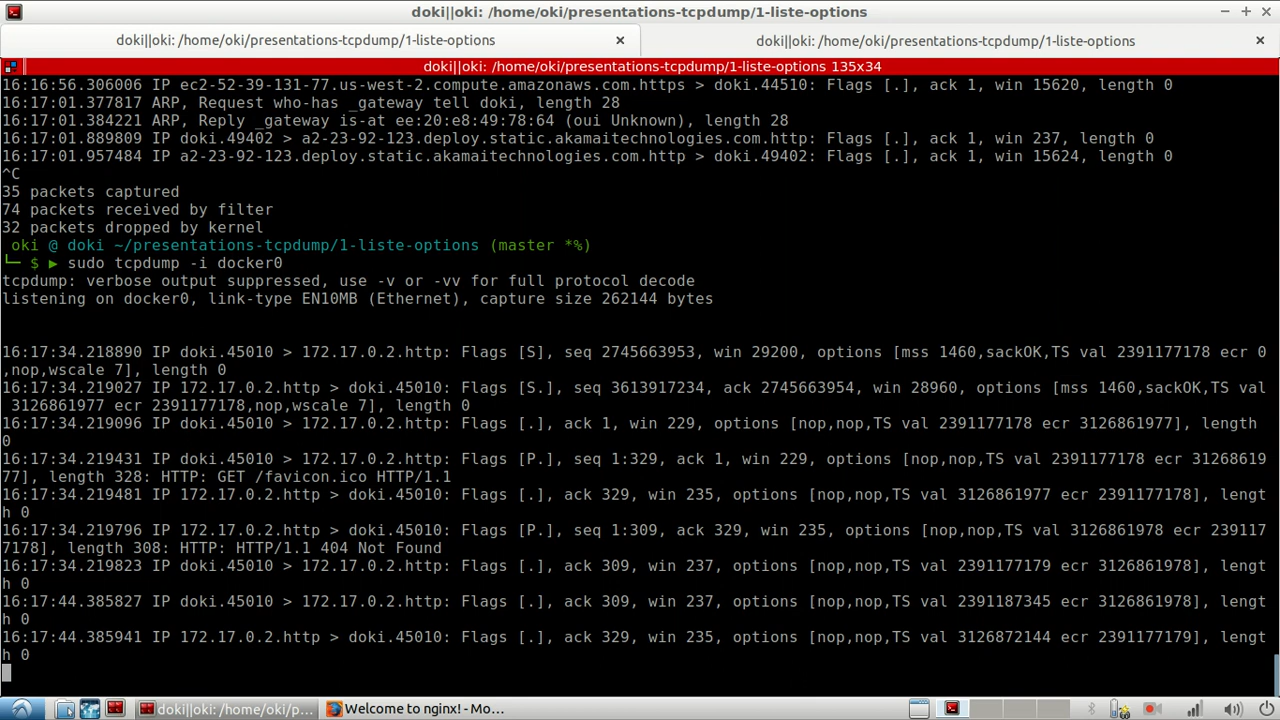 doki||oki: /home/oki/presentations-tcpdump/1-liste-options
doki||oki: /home/oki/presentations-tcpdump/1-liste-options
doki||oki: /home/oki/presentations-tcpdump/1-liste-options
doki||oki: /home/oki/presentations-tcpdump/1-liste-options 135x34
16:16:56.306006 IP ec2-52-39-131-77.us-west-2.compute.amazonaws.com.https > doki.44510: Flags [.], ack 1, win 15620, length 0
16:17:01.377817 ARP, Request who-has _gateway tell doki, length 28
16:17:01.384221 ARP, Reply _gateway is-at ee:20:e8:49:78:64 (oui Unknown), length 28
16:17:01.889809 IP doki.49402 > a2-23-92-123.deploy.static.akamaitechnologies.com.http: Flags [.], ack 1, win 237, length 0
16:17:01.957484 IP a2-23-92-123.deploy.static.akamaitechnologies.com.http > doki.49402: Flags [.], ack 1, win 15624, length 0
^C
35 packets captured
74 packets received by filter
32 packets dropped by kernel
oki @ doki ~/presentations-tcpdump/1-liste-options (master *%)
└─ $ ▶ sudo tcpdump -i docker0
tcpdump: verbose output suppressed, use -v or -vv for full protocol decode
listening on docker0, link-type EN10MB (Ethernet), capture size 262144 bytes
16:17:34.218890 IP doki.45010 > 172.17.0.2.http: Flags [S], seq 2745663953, win 29200, options [mss 1460,sackOK,TS val 2391177178 ecr 0
,nop,wscale 7], length 0
16:17:34.219027 IP 172.17.0.2.http > doki.45010: Flags [S.], seq 3613917234, ack 2745663954, win 28960, options [mss 1460,sackOK,TS val
3126861977 ecr 2391177178,nop,wscale 7], length 0
16:17:34.219096 IP doki.45010 > 172.17.0.2.http: Flags [.], ack 1, win 229, options [nop,nop,TS val 2391177178 ecr 3126861977], length
0
16:17:34.219431 IP doki.45010 > 172.17.0.2.http: Flags [P.], seq 1:329, ack 1, win 229, options [nop,nop,TS val 2391177178 ecr 31268619
77], length 328: HTTP: GET /favicon.ico HTTP/1.1
16:17:34.219481 IP 172.17.0.2.http > doki.45010: Flags [.], ack 329, win 235, options [nop,nop,TS val 3126861977 ecr 2391177178], lengt
h 0
16:17:34.219796 IP 172.17.0.2.http > doki.45010: Flags [P.], seq 1:309, ack 329, win 235, options [nop,nop,TS val 3126861978 ecr 239117
7178], length 308: HTTP: HTTP/1.1 404 Not Found
16:17:34.219823 IP doki.45010 > 172.17.0.2.http: Flags [.], ack 309, win 237, options [nop,nop,TS val 2391177179 ecr 3126861978], lengt
h 0
16:17:44.385827 IP doki.45010 > 172.17.0.2.http: Flags [.], ack 309, win 237, options [nop,nop,TS val 2391187345 ecr 3126861978], lengt
h 0
16:17:44.385941 IP 172.17.0.2.http > doki.45010: Flags [.], ack 329, win 235, options [nop,nop,TS val 3126872144 ecr 2391177179], lengt
h 0
doki||oki: /home/oki/p...
Welcome to nginx! - Mo...